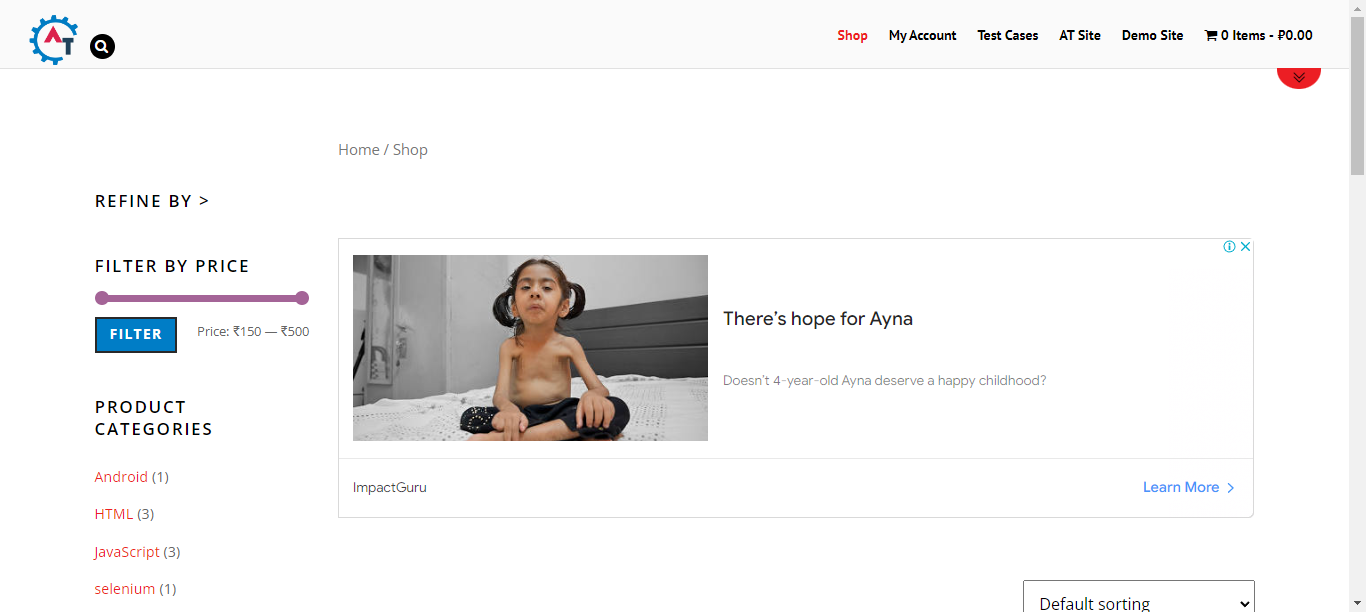 AT
Shop
My Account
Test Cases
AT Site
Demo Site
0 Items - ₽0.00
Home / Shop
REFINE BY >
FILTER BY PRICE
FILTER
Price: ₹150 — ₹500
PRODUCT
CATEGORIES
Android (1)
HTML (3)
JavaScript (3)
selenium (1)
There's hope for Ayna
Doesn't 4-year-old Ayna deserve a happy childhood?
ImpactGuru
Learn More >
Default sorting